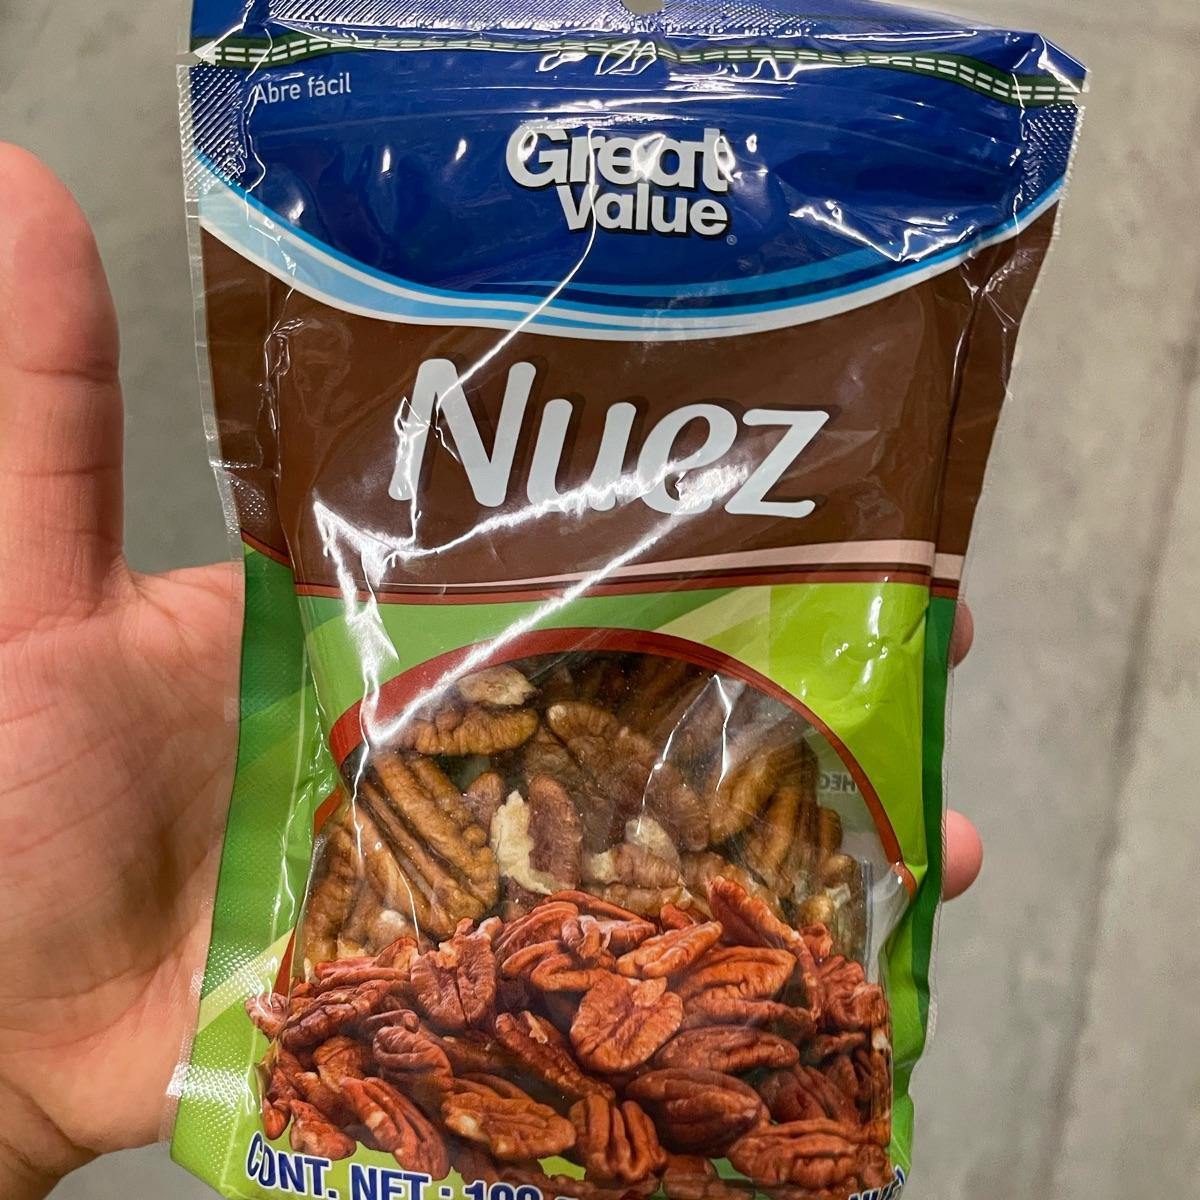 Abre fácil
Great
Value
®
Nuez
CONT. NET.: